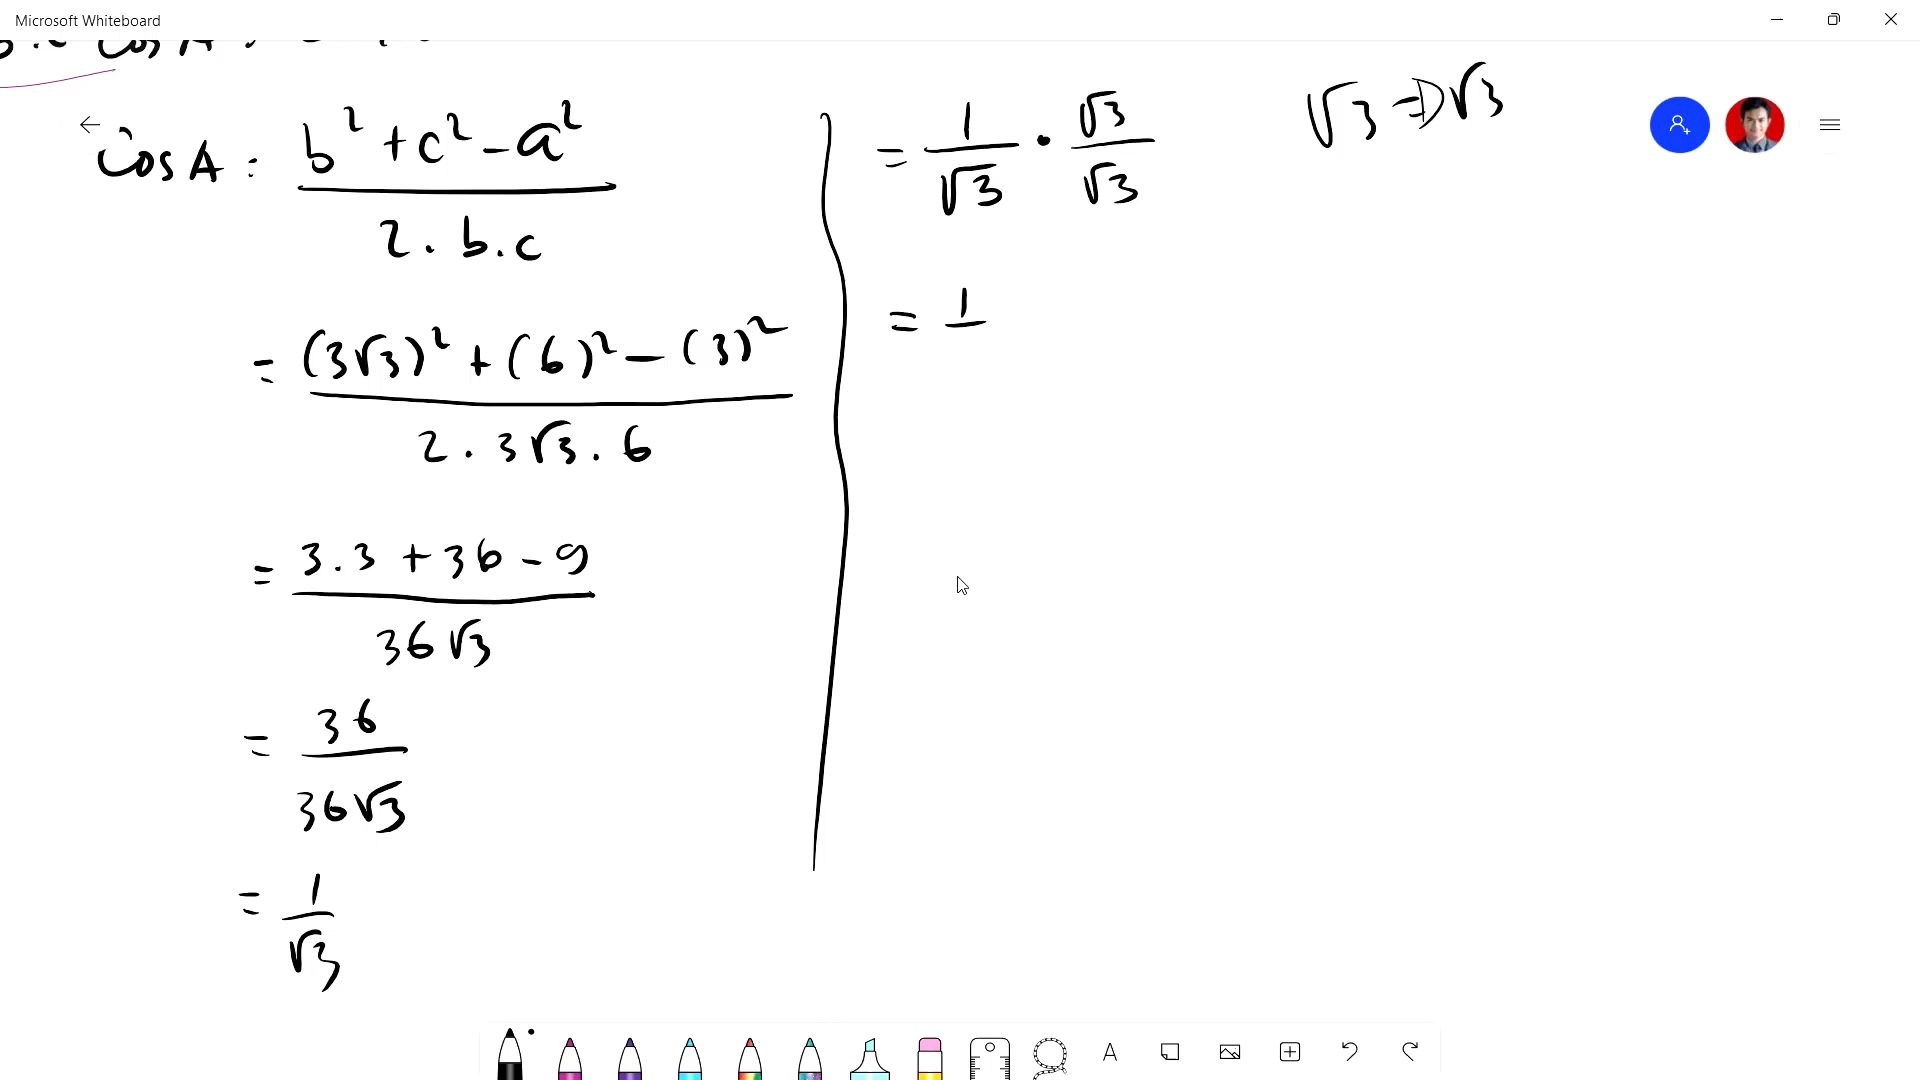 Microsoft Whiteboard
cos A :
cos A : b² + c² - a² / 2 . b . c
= (3√3)² + (6)² - (3)² / 2 . 3√3 . 6
= 3 . 3 + 36 - 9 / 36√3
= 36 / 36√3
= 1 / √3
= 1 / √3 · √3 / √3
= 1
√3 => √3
A